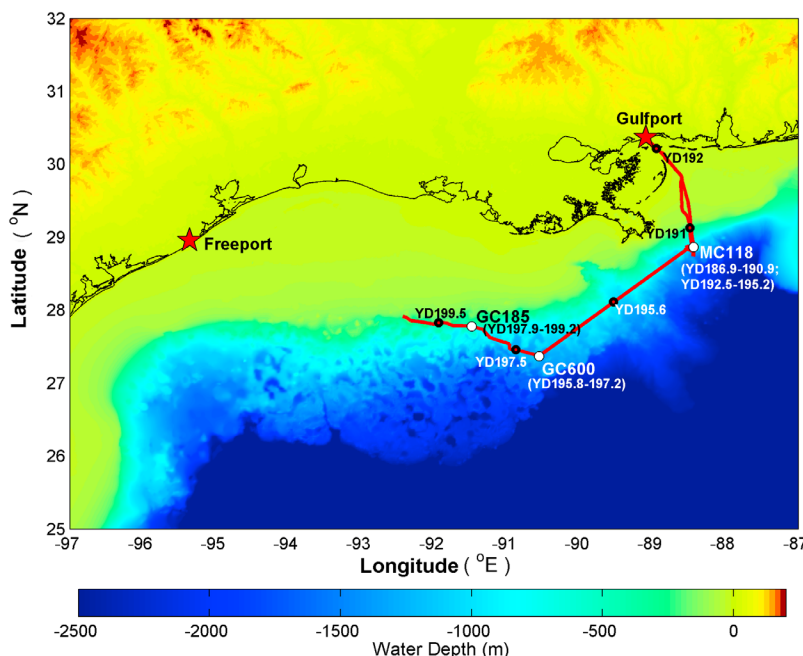 32
31
30
29
28
27
26
25
Latitude ( °N)
Gulfport
YD192
YD191
Freeport
MC118
(YD186.9-190.9;
YD192.5-195.2)
YD195.6
YD199.5
GC185
(YD197.9-199.2)
YD197.5
GC600
(YD195.8-197.2)
-97 -96 -95 -94 -93 -92 -91 -90 -89 -88 -87
Longitude ( °E)
-2500 -2000 -1500 -1000 -500 0
Water Depth (m)